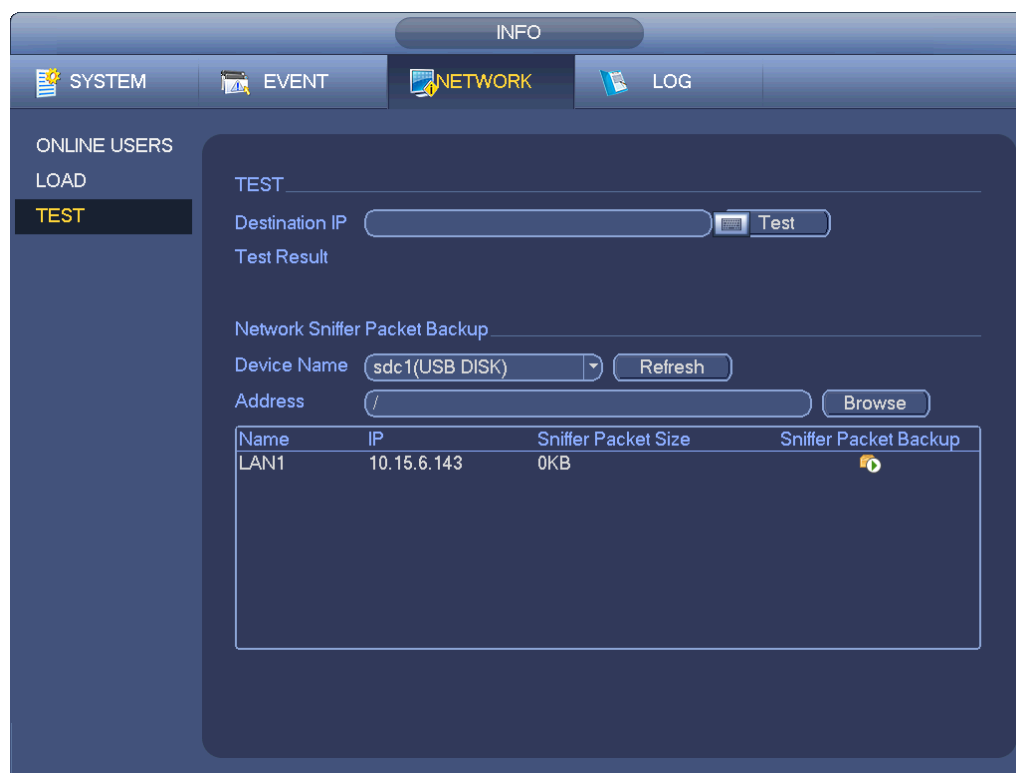 INFO
SYSTEM EVENT NETWORK LOG
ONLINE USERS
LOAD
TEST
TEST
Destination IP Test
Test Result
Network Sniffer Packet Backup
Device Name sdc1(USB DISK) Refresh
Address / Browse
Name IP Sniffer Packet Size Sniffer Packet Backup
LAN1 10.15.6.143 0KB